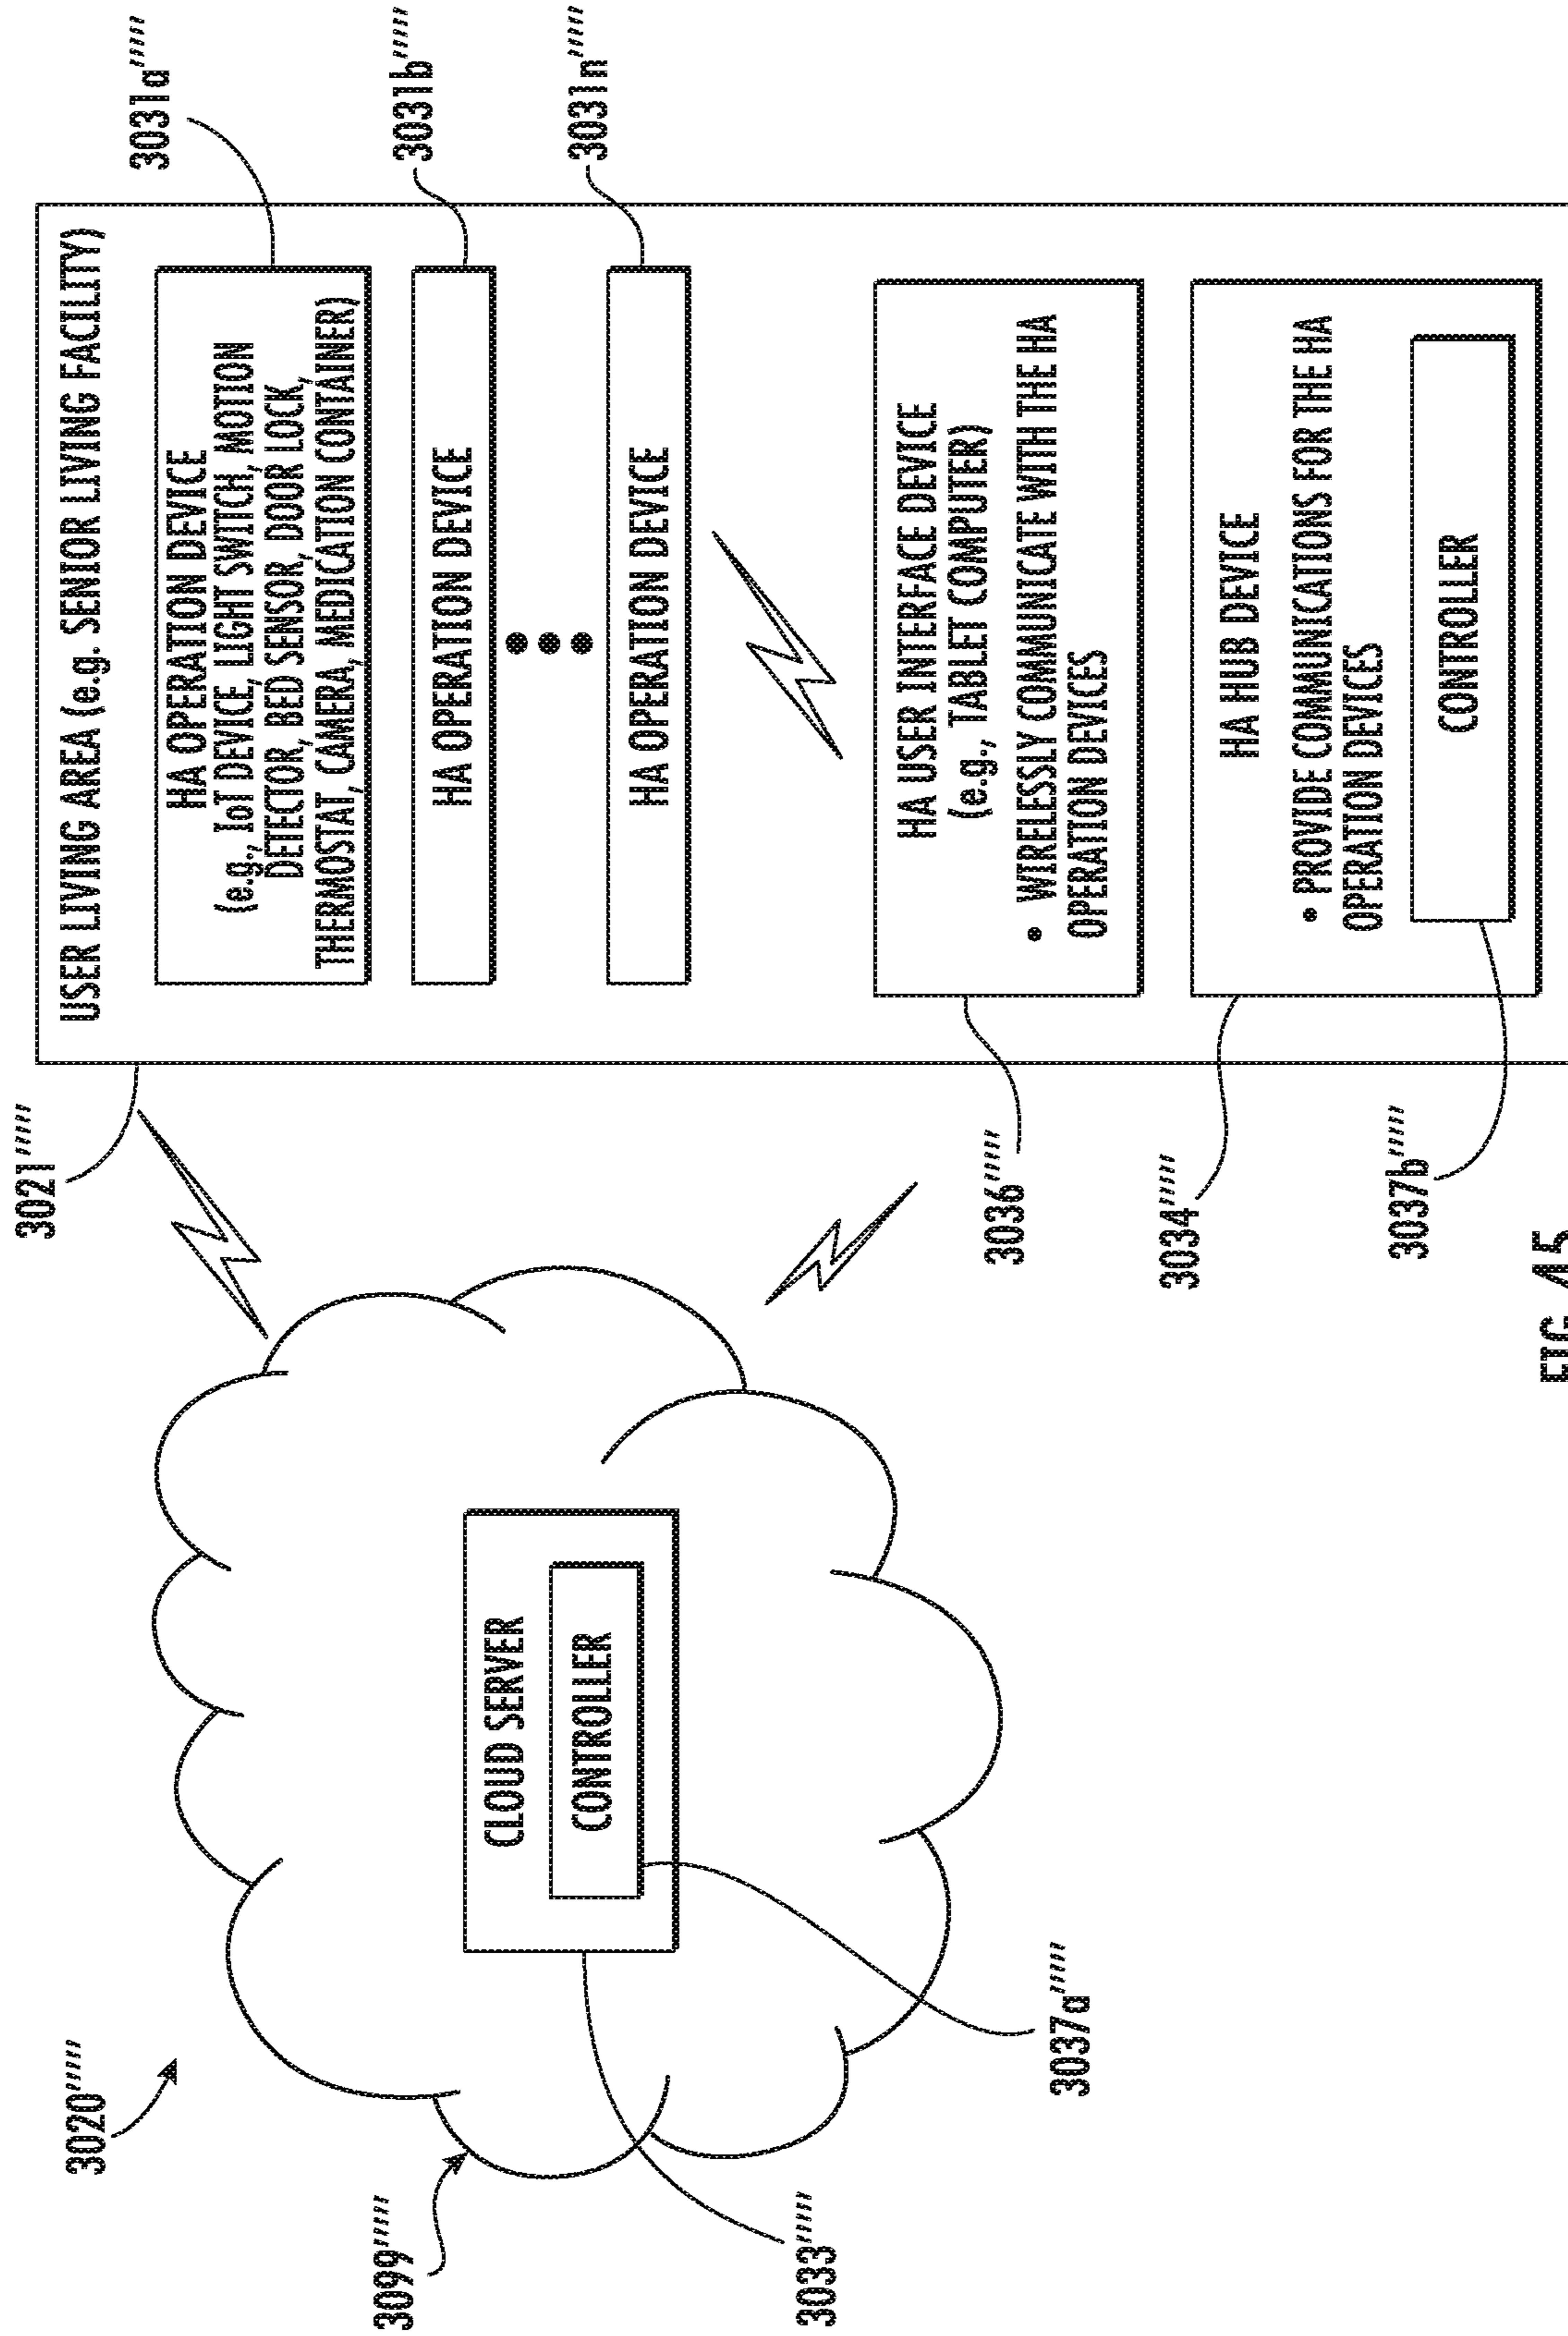 3020′′′′′
3021′′′′′
USER LIVING AREA (e.g. SENIOR LIVING FACILITY)
3031a′′′′′
HA OPERATION DEVICE
(e.g., IoT DEVICE, LIGHT SWITCH, MOTION
DETECTOR, BED SENSOR, DOOR LOCK,
THERMOSTAT, CAMERA, MEDICATION CONTAINER)
3099′′′′′
3031b′′′′′
HA OPERATION DEVICE
3031n′′′′′
HA OPERATION DEVICE
CLOUD SERVER
CONTROLLER
3033′′′′′
3037a′′′′′
HA USER INTERFACE DEVICE
(e.g., TABLET COMPUTER)
• WIRELESSLY COMMUNICATE WITH THE HA
OPERATION DEVICES
3036′′′′′
3034′′′′′
HA HUB DEVICE
• PROVIDE COMMUNICATIONS FOR THE HA
OPERATION DEVICES
CONTROLLER
3037b′′′′′
FIG. 45